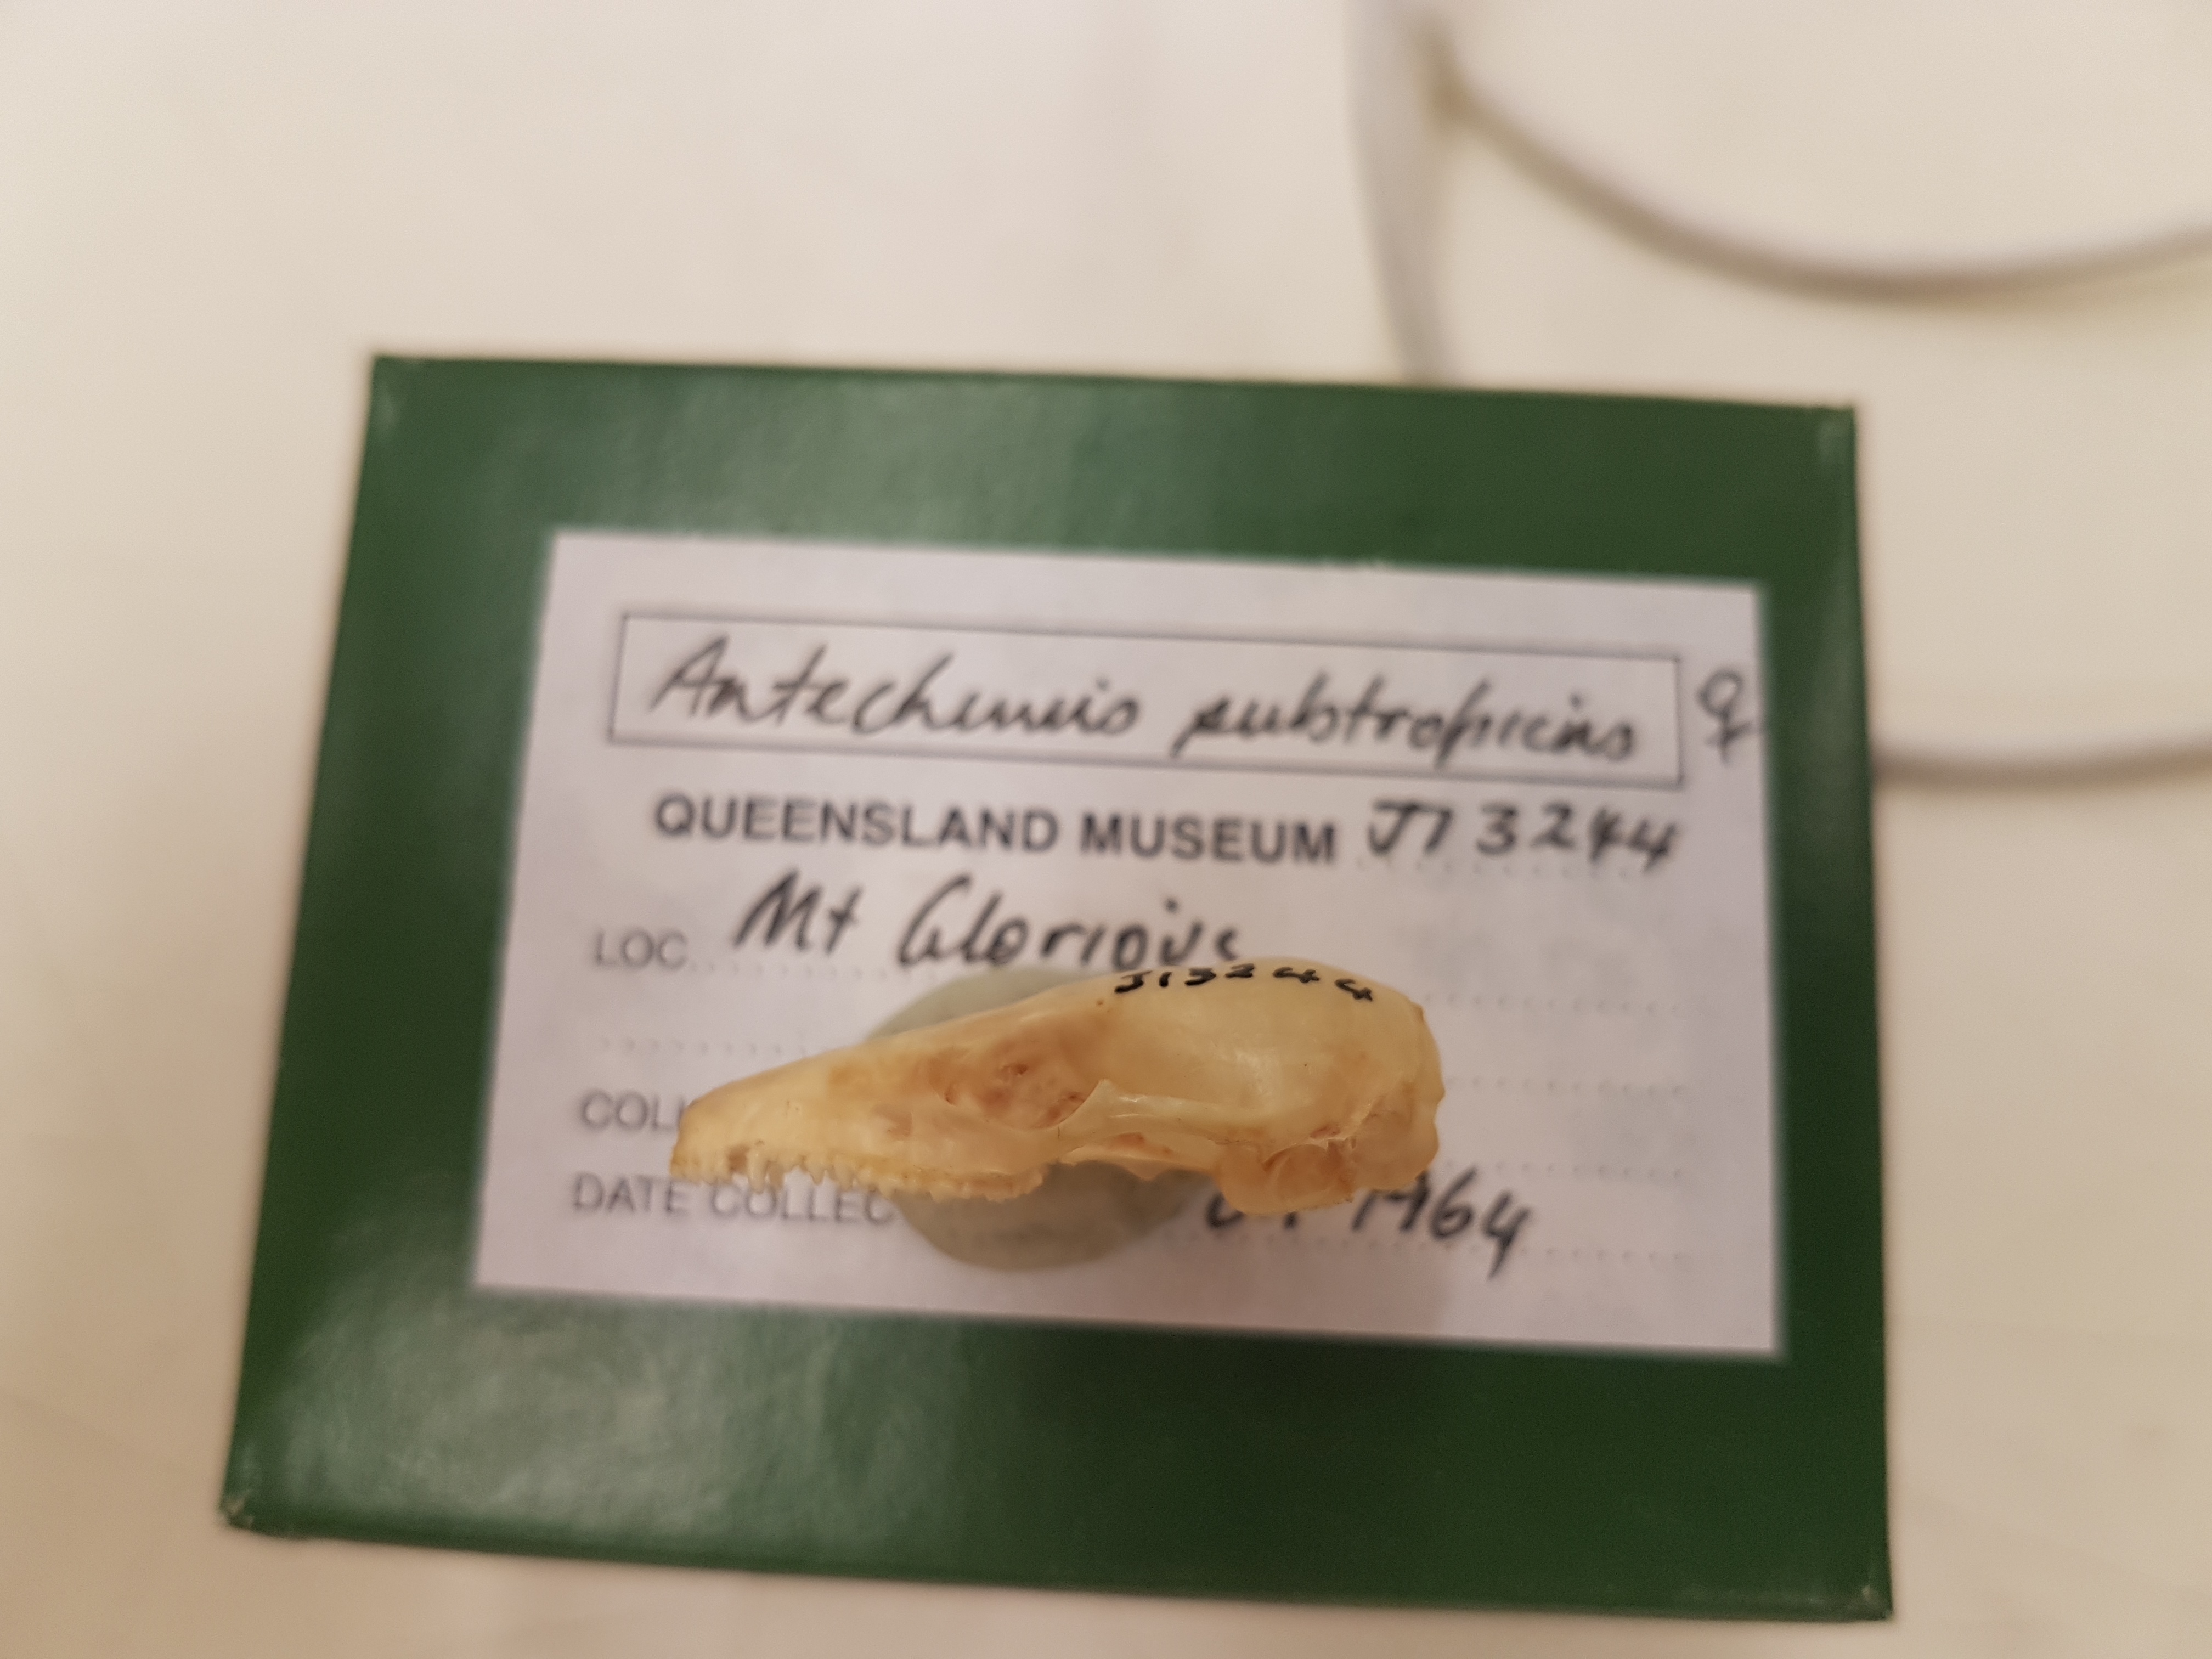 Antechinus subtropicus ♀
QUEENSLAND MUSEUM J13244
LOC. Mt Glorious
J13244
COLL
DATE COLLEC 1964